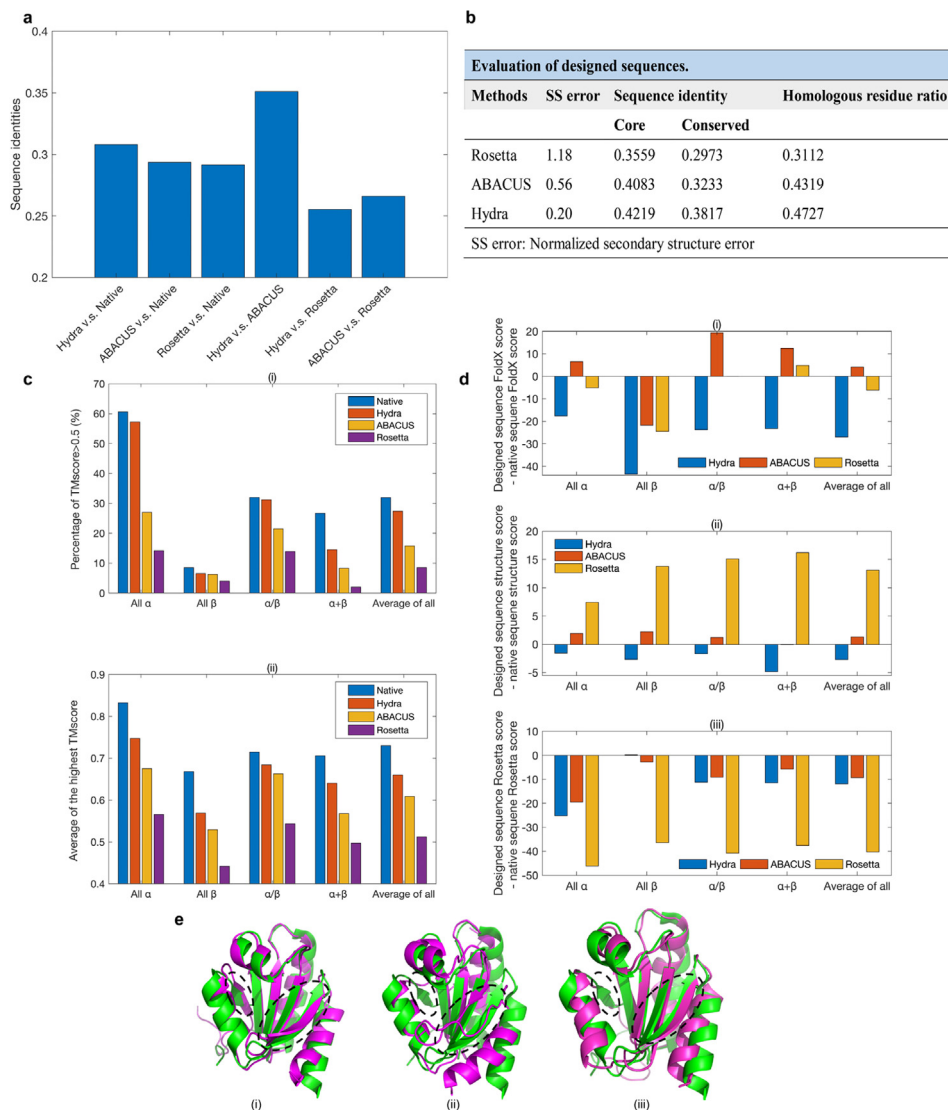 a
0.4
0.35
0.3
0.25
0.2
Sequence identities
Hydra v.s. Native
ABACUS v.s. Native
Rosetta v.s. Native
Hydra v.s. ABACUS
Hydra v.s. Rosetta
ABACUS v.s. Rosetta
b
Evaluation of designed sequences.
Methods SS error Sequence identity Homologous residue ratio
Core Conserved
Rosetta 1.18 0.3559 0.2973 0.3112
ABACUS 0.56 0.4083 0.3233 0.4319
Hydra 0.20 0.4219 0.3817 0.4727
SS error: Normalized secondary structure error
c
(i)
70
60
50
40
30
20
10
0
Percentage of TMscore>0.5 (%)
Native
Hydra
ABACUS
Rosetta
All α All β α/β α+β Average of all
(ii)
0.9
0.8
0.7
0.6
0.5
0.4
Average of the highest TMscore
Native
Hydra
ABACUS
Rosetta
All α All β α/β α+β Average of all
d
(i)
20
10
0
-10
-20
-30
-40
Designed sequence FoldX score
- native sequene FoldX score
Hydra ABACUS Rosetta
All α All β α/β α+β Average of all
(ii)
20
15
10
5
0
-5
Designed sequence structure score
- native sequene structure score
Hydra
ABACUS
Rosetta
All α All β α/β α+β Average of all
(iii)
10
0
-10
-20
-30
-40
-50
Designed sequence Rosetta score
- native sequene Rosetta score
Hydra ABACUS Rosetta
All α All β α/β α+β Average of all
e
(i) (ii) (iii)